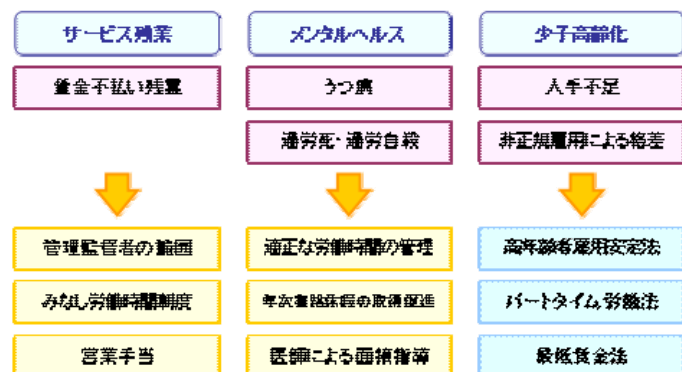 サービス残業
メンタルヘルス
少子高齢化
賃金不払い残業
うつ病
人手不足
過労死・過労自殺
非正規雇用による格差
管理監督者の範囲
適正な労働時間の管理
高年齢者雇用安定法
みなし労働時間制度
年次有給休暇の取得促進
パートタイム労働法
営業手当
医師による面接指導
最低賃金法